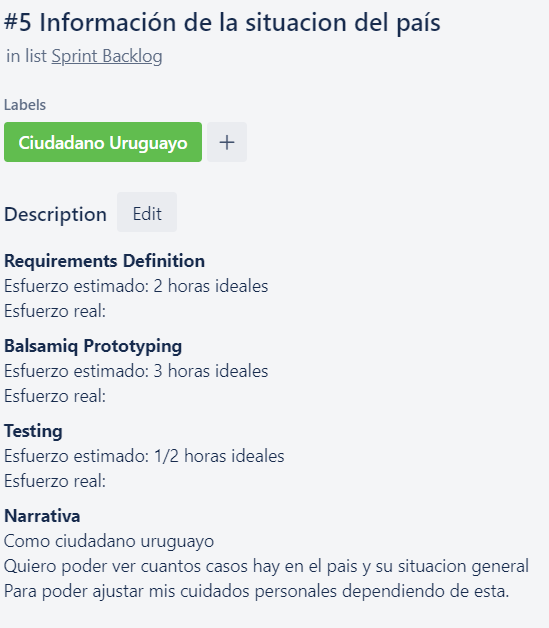 #5 Información de la situacion del país
in list Sprint Backlog
Labels
Ciudadano Uruguayo +
Description Edit
Requirements Definition
Esfuerzo estimado: 2 horas ideales
Esfuerzo real:
Balsamiq Prototyping
Esfuerzo estimado: 3 horas ideales
Esfuerzo real:
Testing
Esfuerzo estimado: 1/2 horas ideales
Esfuerzo real:
Narrativa
Como ciudadano uruguayo
Quiero poder ver cuantos casos hay en el pais y su situacion general
Para poder ajustar mis cuidados personales dependiendo de esta.